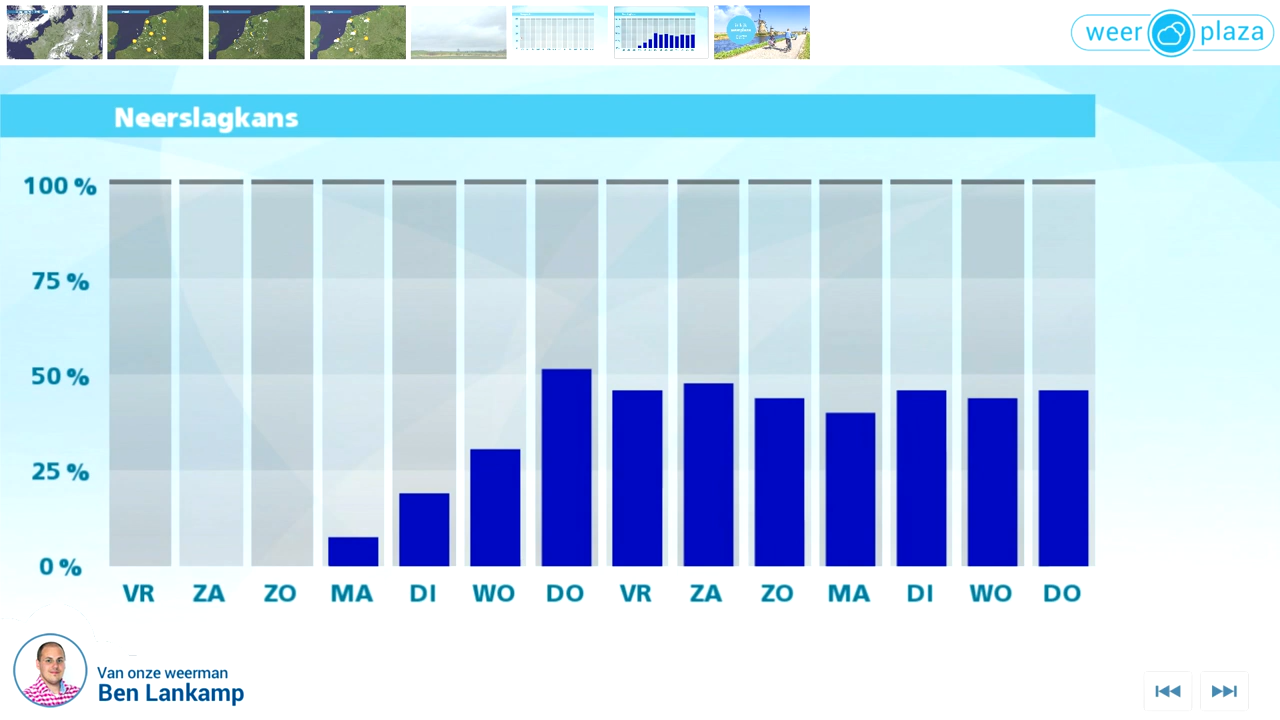 weer plaza
Neerslagkans
100 %
75 %
50 %
25 %
0 %
VR ZA ZO MA DI WO DO VR ZA ZO MA DI WO DO
Van onze weerman
Ben Lankamp